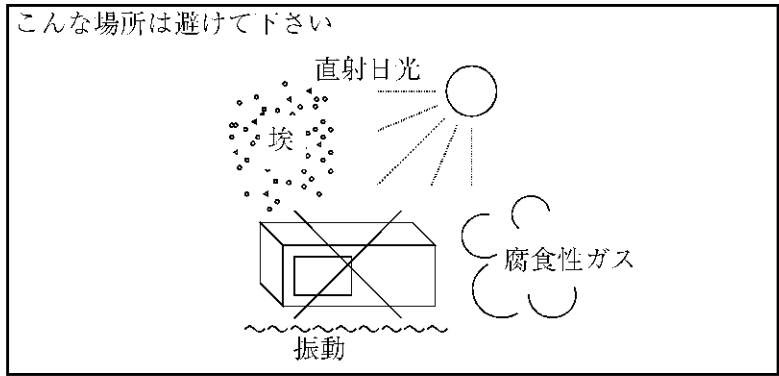 こんな場所は避けて下さい
直射日光
埃
腐食性ガス
振動